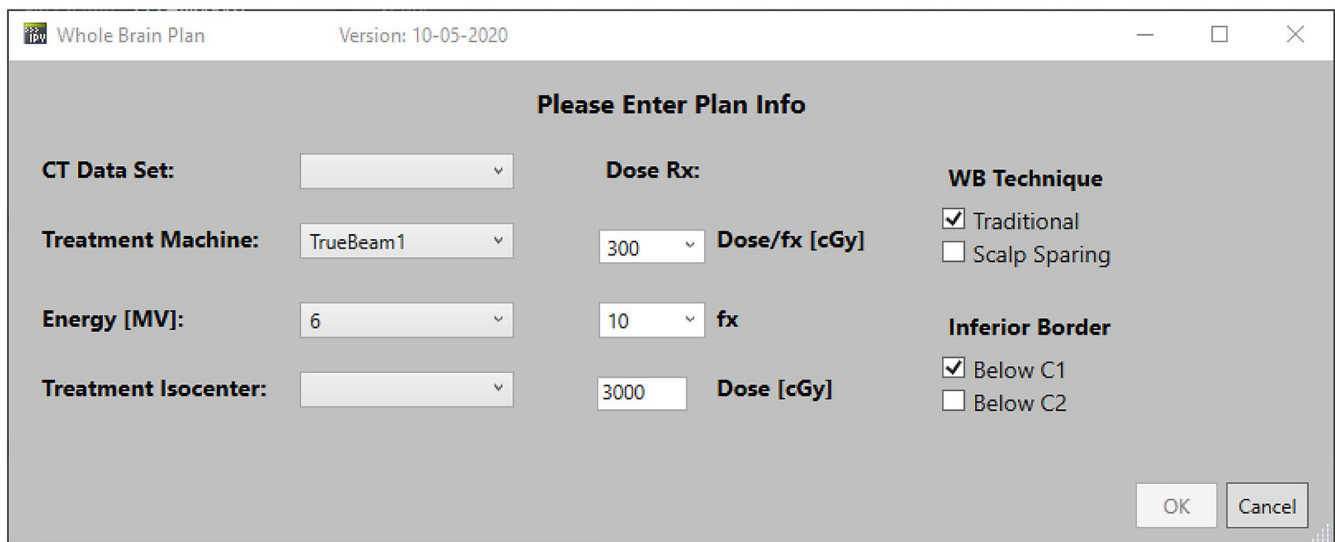 Whole Brain Plan Version: 10-05-2020
Please Enter Plan Info
CT Data Set:
Dose Rx:
WB Technique
Traditional
Scalp Sparing
Treatment Machine: TrueBeam1
300 Dose/fx [cGy]
Energy [MV]: 6
10 fx
Inferior Border
Below C1
Below C2
Treatment Isocenter:
3000 Dose [cGy]
OK Cancel